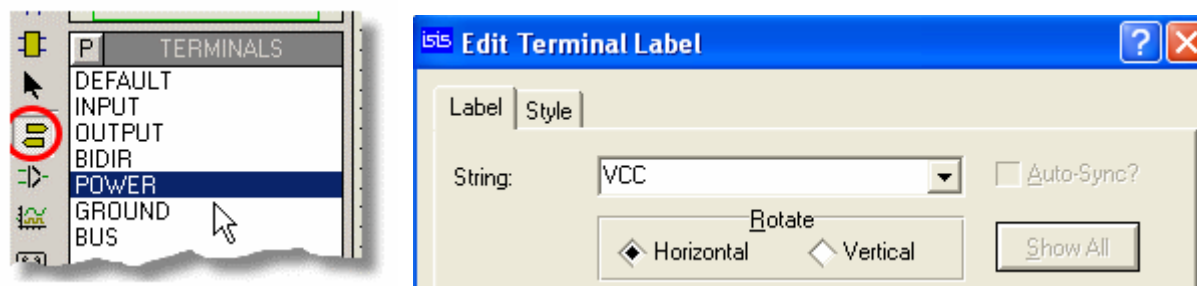 P TERMINALS
DEFAULT
INPUT
OUTPUT
BIDIR
POWER
GROUND
BUS
isis Edit Terminal Label
Label Style
String: VCC Auto-Sync?
Rotate
Horizontal Vertical Show All